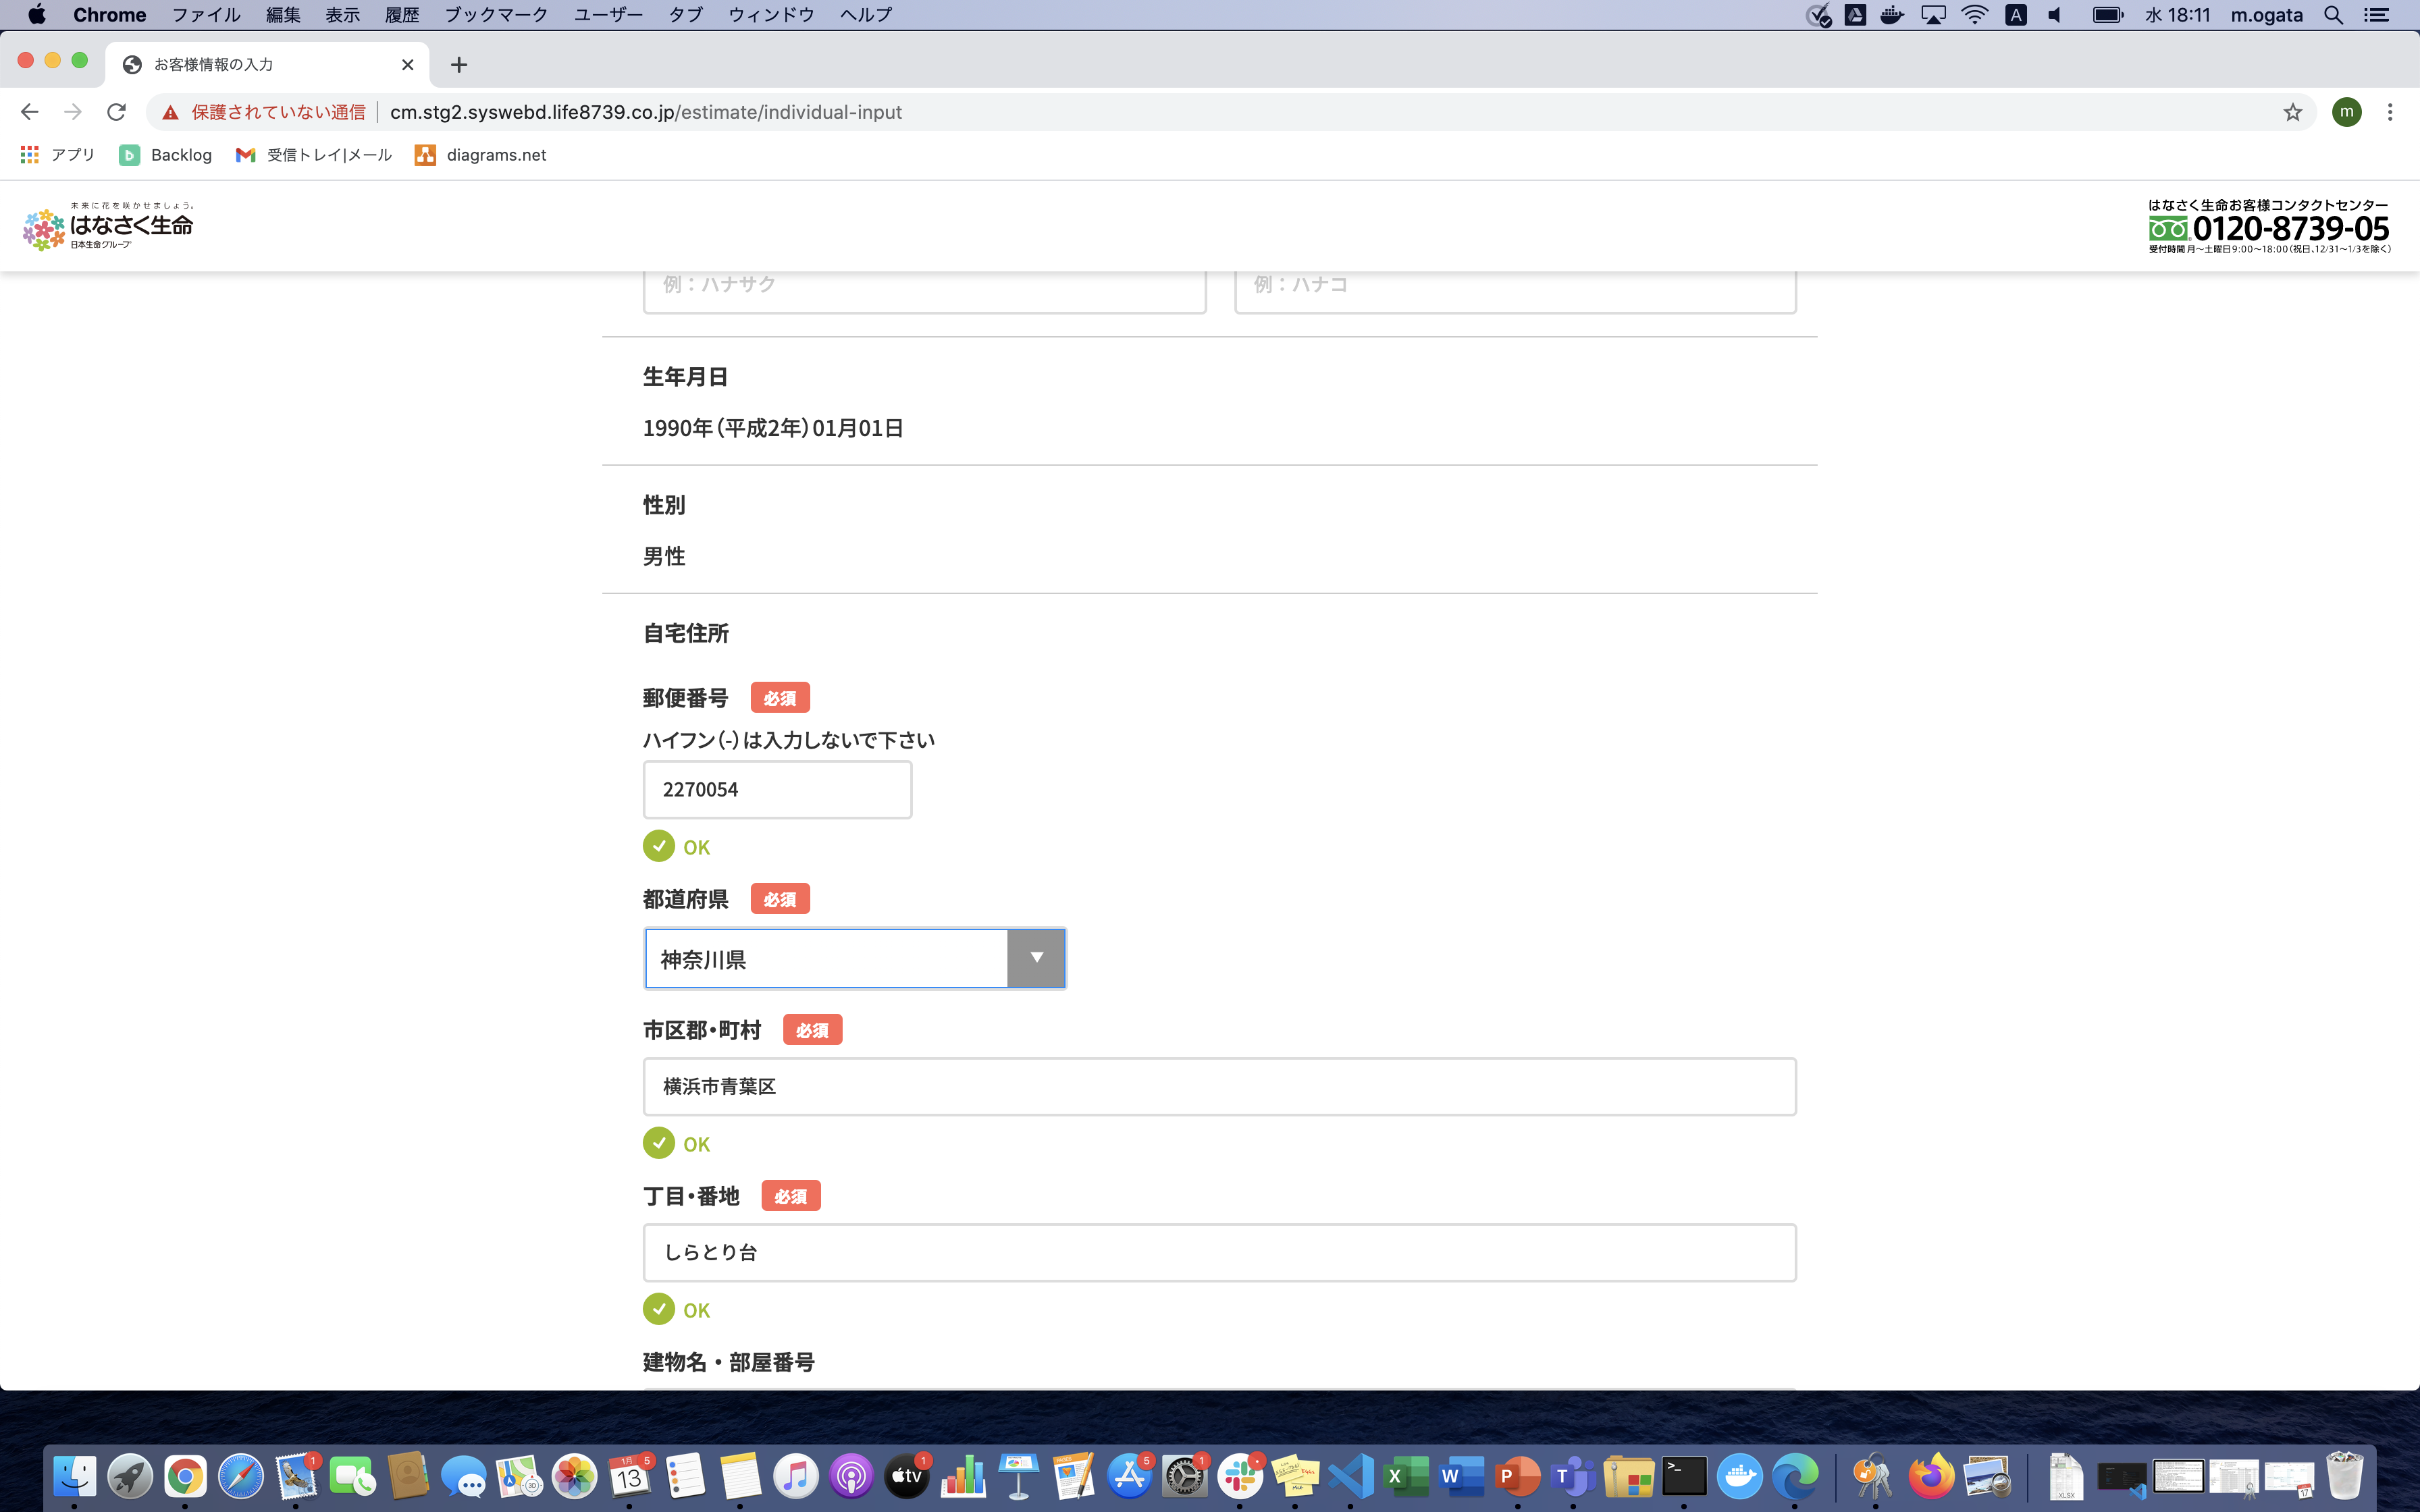 Chrome ファイル 編集 表示 履歴 ブックマーク ユーザー タブ ウィンドウ ヘルプ A 水 18:11 m.ogata
お客様情報の入力
保護されていない通信 cm.stg2.syswebd.life8739.co.jp/estimate/individual-input m
アプリ b Backlog 受信トレイ|メール diagrams.net
未来に花を咲かせましょう。
はなさく生命
日本生命グループ
はなさく生命お客様コンタクトセンター
0120-8739-05
受付時間 月〜土曜日9:00〜18:00(祝日、12/31〜1/3を除く)
例：ハナサク 例：ハナコ
生年月日
1990年(平成2年)01月01日
性別
男性
自宅住所
郵便番号 必須
ハイフン(-)は入力しないで下さい
2270054
OK
都道府県 必須
神奈川県 ▼
市区郡・町村 必須
横浜市青葉区
OK
丁目・番地 必須
しらとり台
OK
建物名・部屋番号
1 1月 13 5 tv 1 PAGES 5 1 X W P T >_ XLSX 17